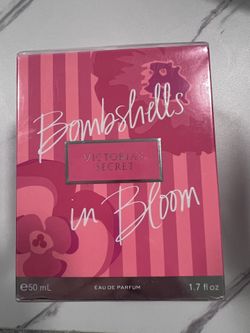 Bombshells
VICTORIA'S
SECRET
in Bloom
℮50 mL
EAU DE PARFUM
1.7 fl oz